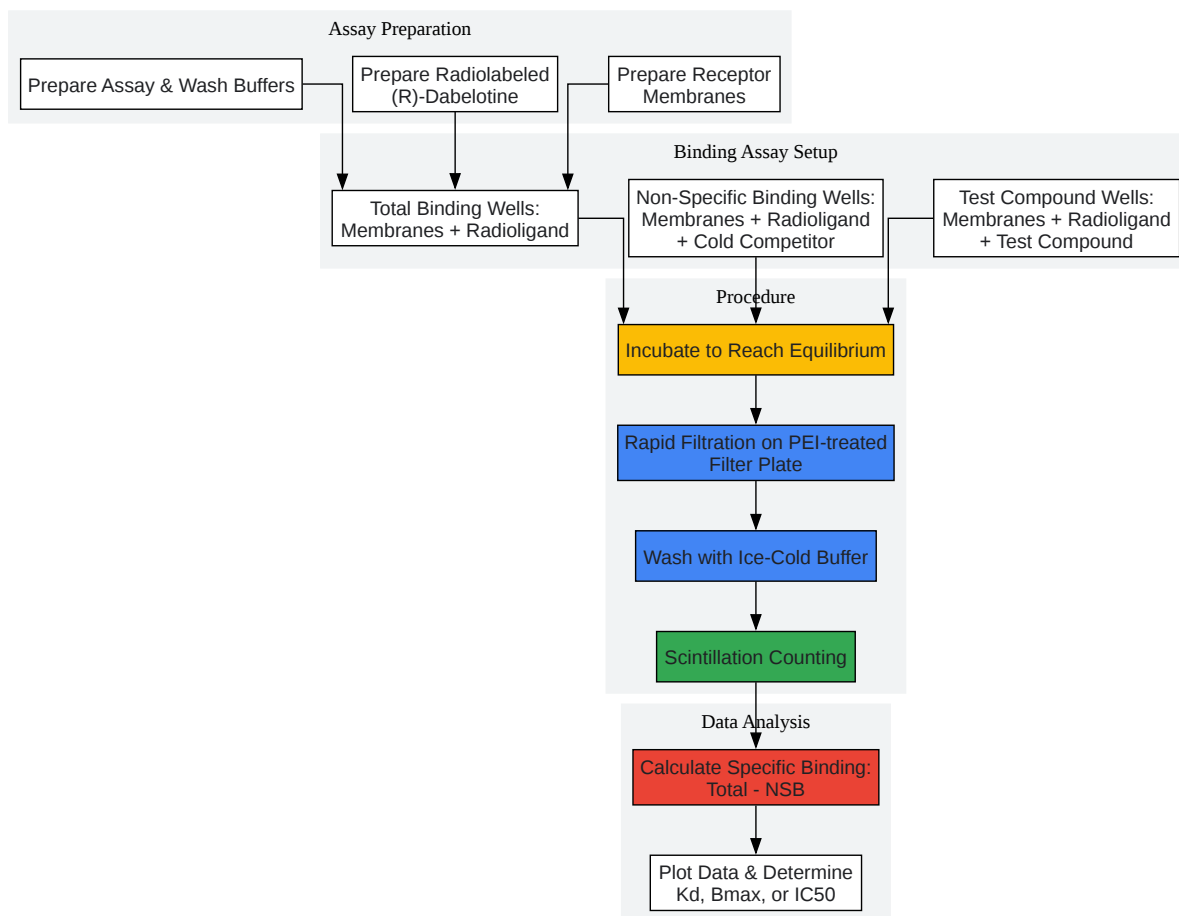 Assay Preparation
Prepare Assay & Wash Buffers
Prepare Radiolabeled
(R)-Dabelotine
Prepare Receptor
Membranes
Binding Assay Setup
Total Binding Wells:
Membranes + Radioligand
Non-Specific Binding Wells:
Membranes + Radioligand
+ Cold Competitor
Test Compound Wells:
Membranes + Radioligand
+ Test Compound
Procedure
Incubate to Reach Equilibrium
Rapid Filtration on PEI-treated
Filter Plate
Wash with Ice-Cold Buffer
Scintillation Counting
Data Analysis
Calculate Specific Binding:
Total - NSB
Plot Data & Determine
Kd, Bmax, or IC50